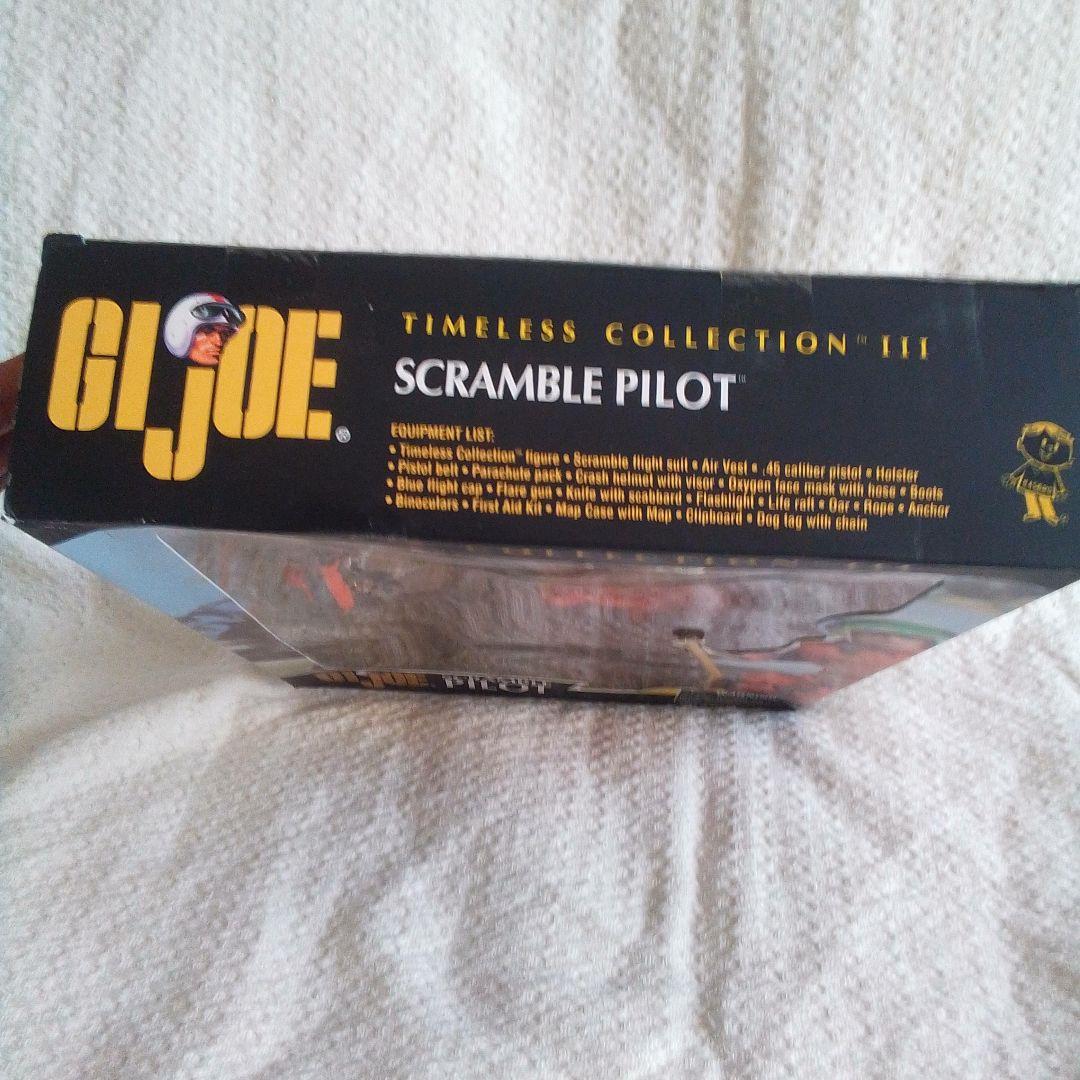 GI JOE®
TIMELESS COLLECTION™ III
SCRAMBLE PILOT™
EQUIPMENT LIST:
• Timeless Collection™ figure • Scramble flight suit • Air Vest • .45 caliber pistol • Holster
• Pistol belt • Parachute pack • Crash helmet with visor • Oxygen face mask with hose • Boots
• Blue flight cap • Flare gun • Knife with scabbard • Flashlight • Life raft • Oar • Rope • Anchor
• Binoculars • First Aid Kit • Map Case with Map • Clipboard • Dog tag with chain
COLLECTION III
GI JOE
SCRAMBLE
PILOT